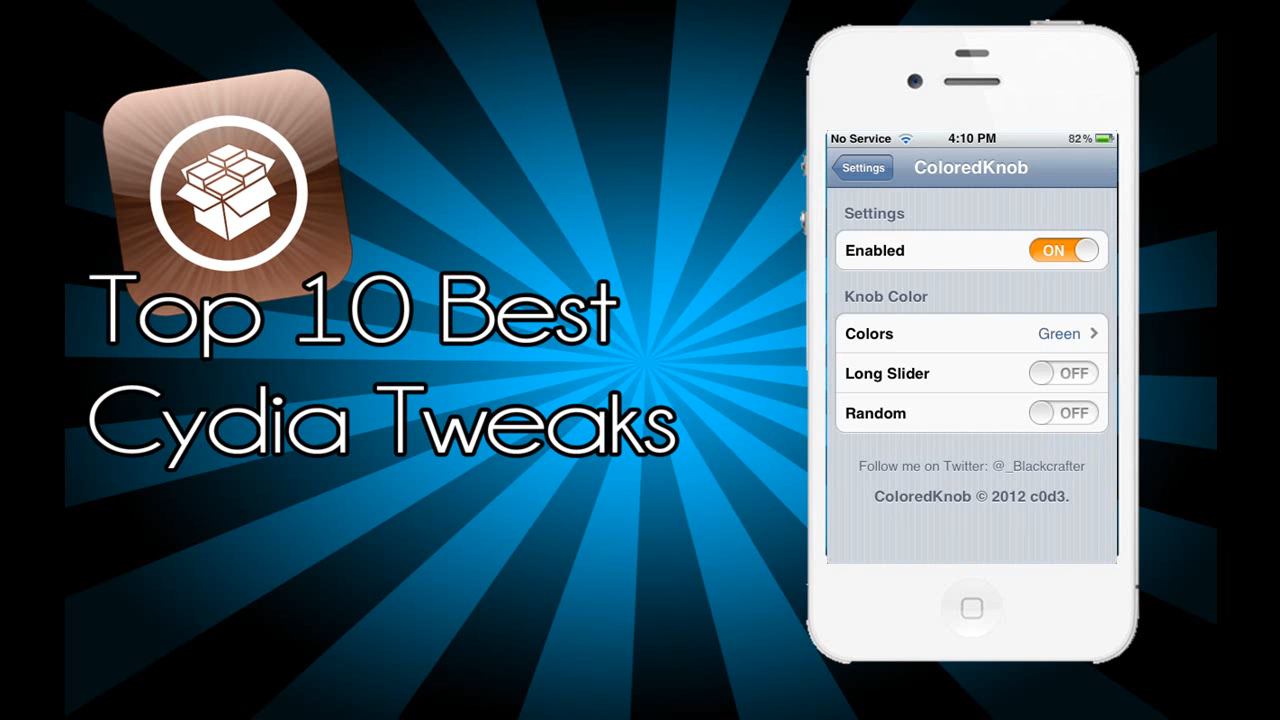 Top 10 Best
Cydia Tweaks
No Service 4:10 PM 82%
Settings ColoredKnob
Settings
Enabled ON
Knob Color
Colors Green
Long Slider OFF
Random OFF
Follow me on Twitter: @_Blackcrafter
ColoredKnob © 2012 c0d3.